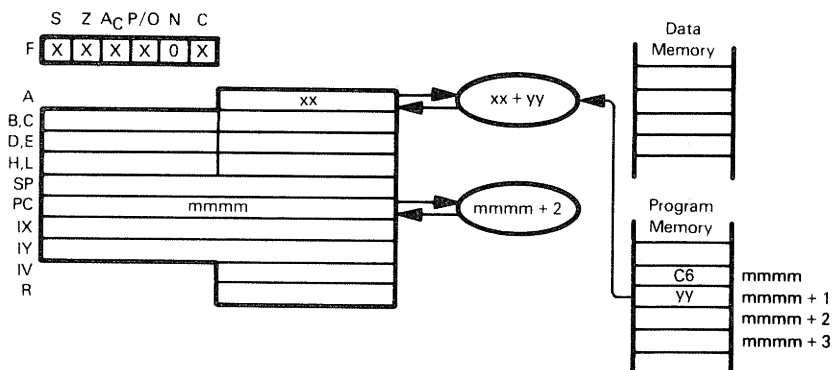 S Z AC P/O N C
F X X X X 0 X
Data
Memory
A xx
xx + yy
B,C
D,E
H,L
SP
PC mmmm
mmmm + 2
IX
IY
IV
R
Program
Memory
C6 mmmm
yy mmmm + 1
mmmm + 2
mmmm + 3